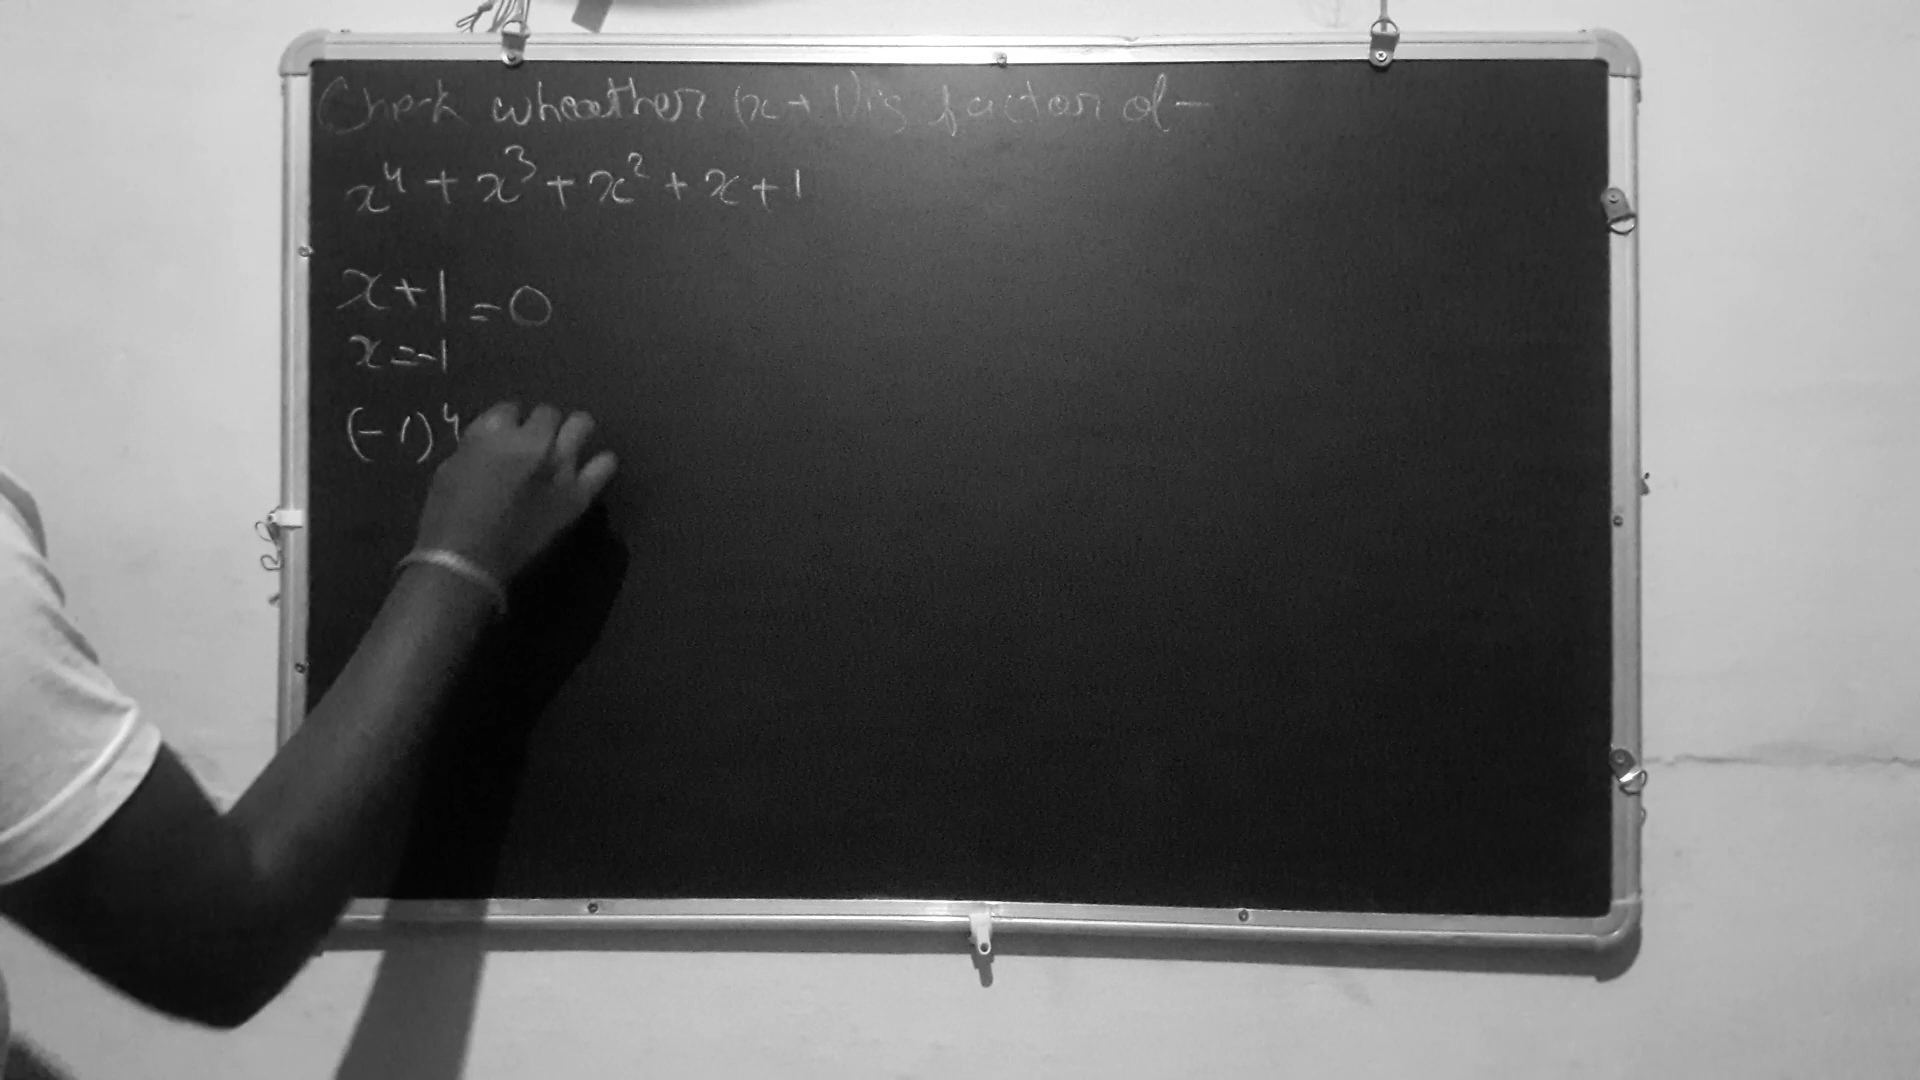 Check wheather (x+1) is factor of -
x⁴ + x³ + x² + x + 1
x+1 = 0
x = -1
(-1)⁴